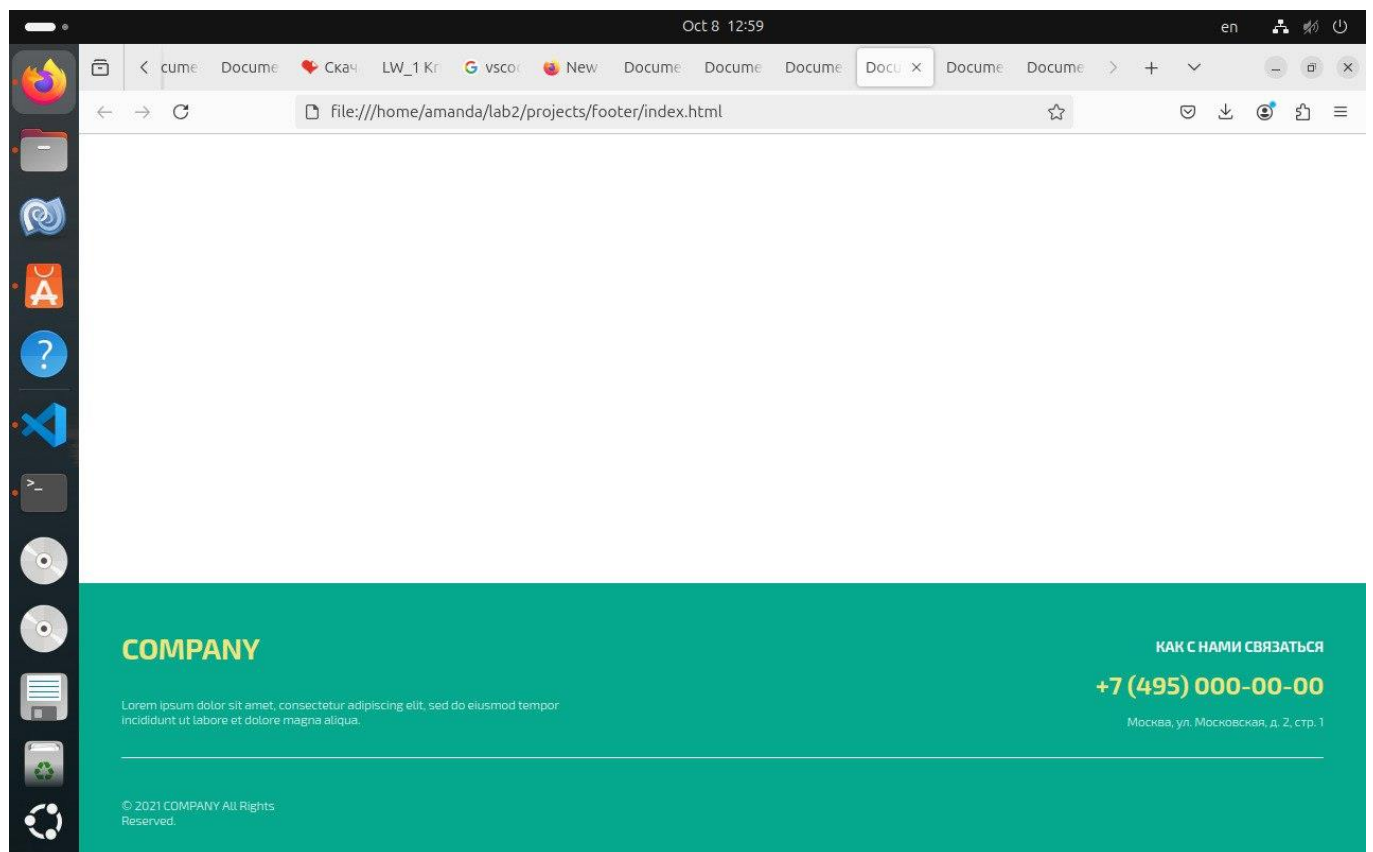 Oct 8 12:59
en
cume Docume Скач LW_1 Kr G vsco New Docume Docume Docume Docu Docume Docume
file:///home/amanda/lab2/projects/footer/index.html
COMPANY
Lorem ipsum dolor sit amet, consectetur adipiscing elit, sed do eiusmod tempor
incididunt ut labore et dolore magna aliqua.
КАК С НАМИ СВЯЗАТЬСЯ
+7 (495) 000-00-00
Москва, ул. Московская, д. 2, стр. 1
© 2021 COMPANY All Rights
Reserved.